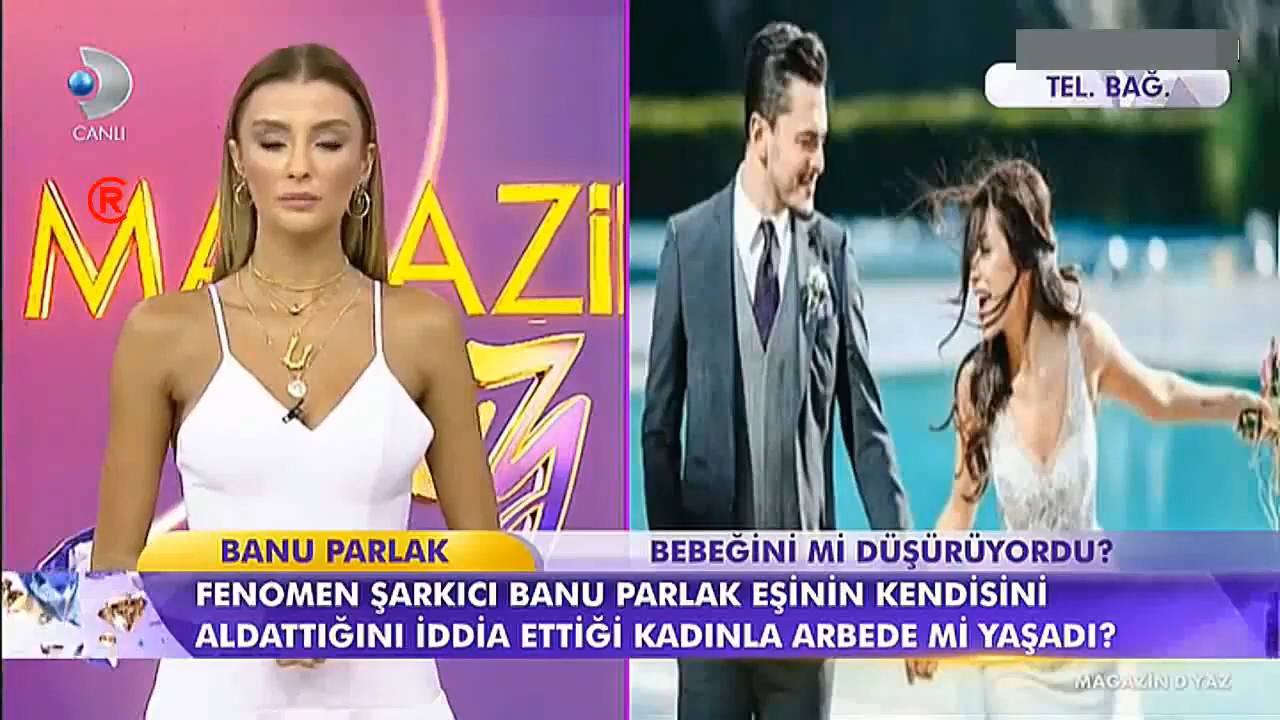 CANLI
TEL. BAĞ.
®
MAGAZİN
BANU PARLAK
BEBEĞİNİ Mİ DÜŞÜRÜYORDU?
FENOMEN ŞARKICI BANU PARLAK EŞİNİN KENDİSİNİ
ALDATTIĞINI İDDİA ETTİĞİ KADINLA ARBEDE Mİ YAŞADI?
MAGAZİN D YAZ